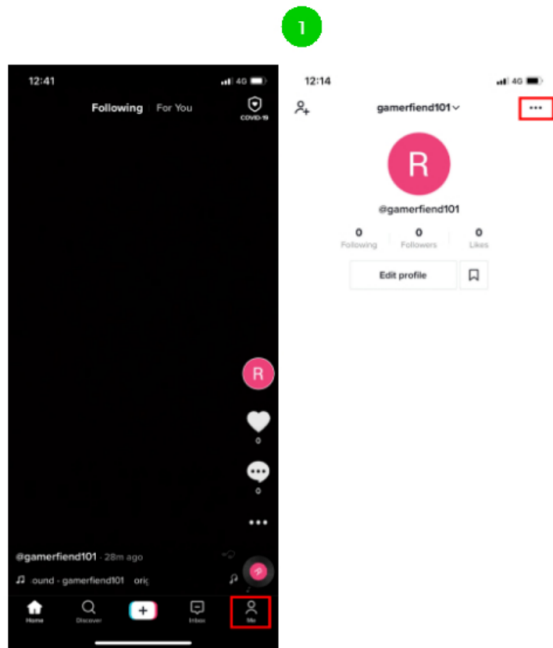 1
12:41
4G
Following For You
COVID-19
R
0
0
@gamerfiend101 · 28m ago
ound - gamerfiend101 orig
R
Home
Discover
Inbox
Me
12:14
4G
gamerfiend101
R
@gamerfiend101
0 0 0
Following Followers Likes
Edit profile